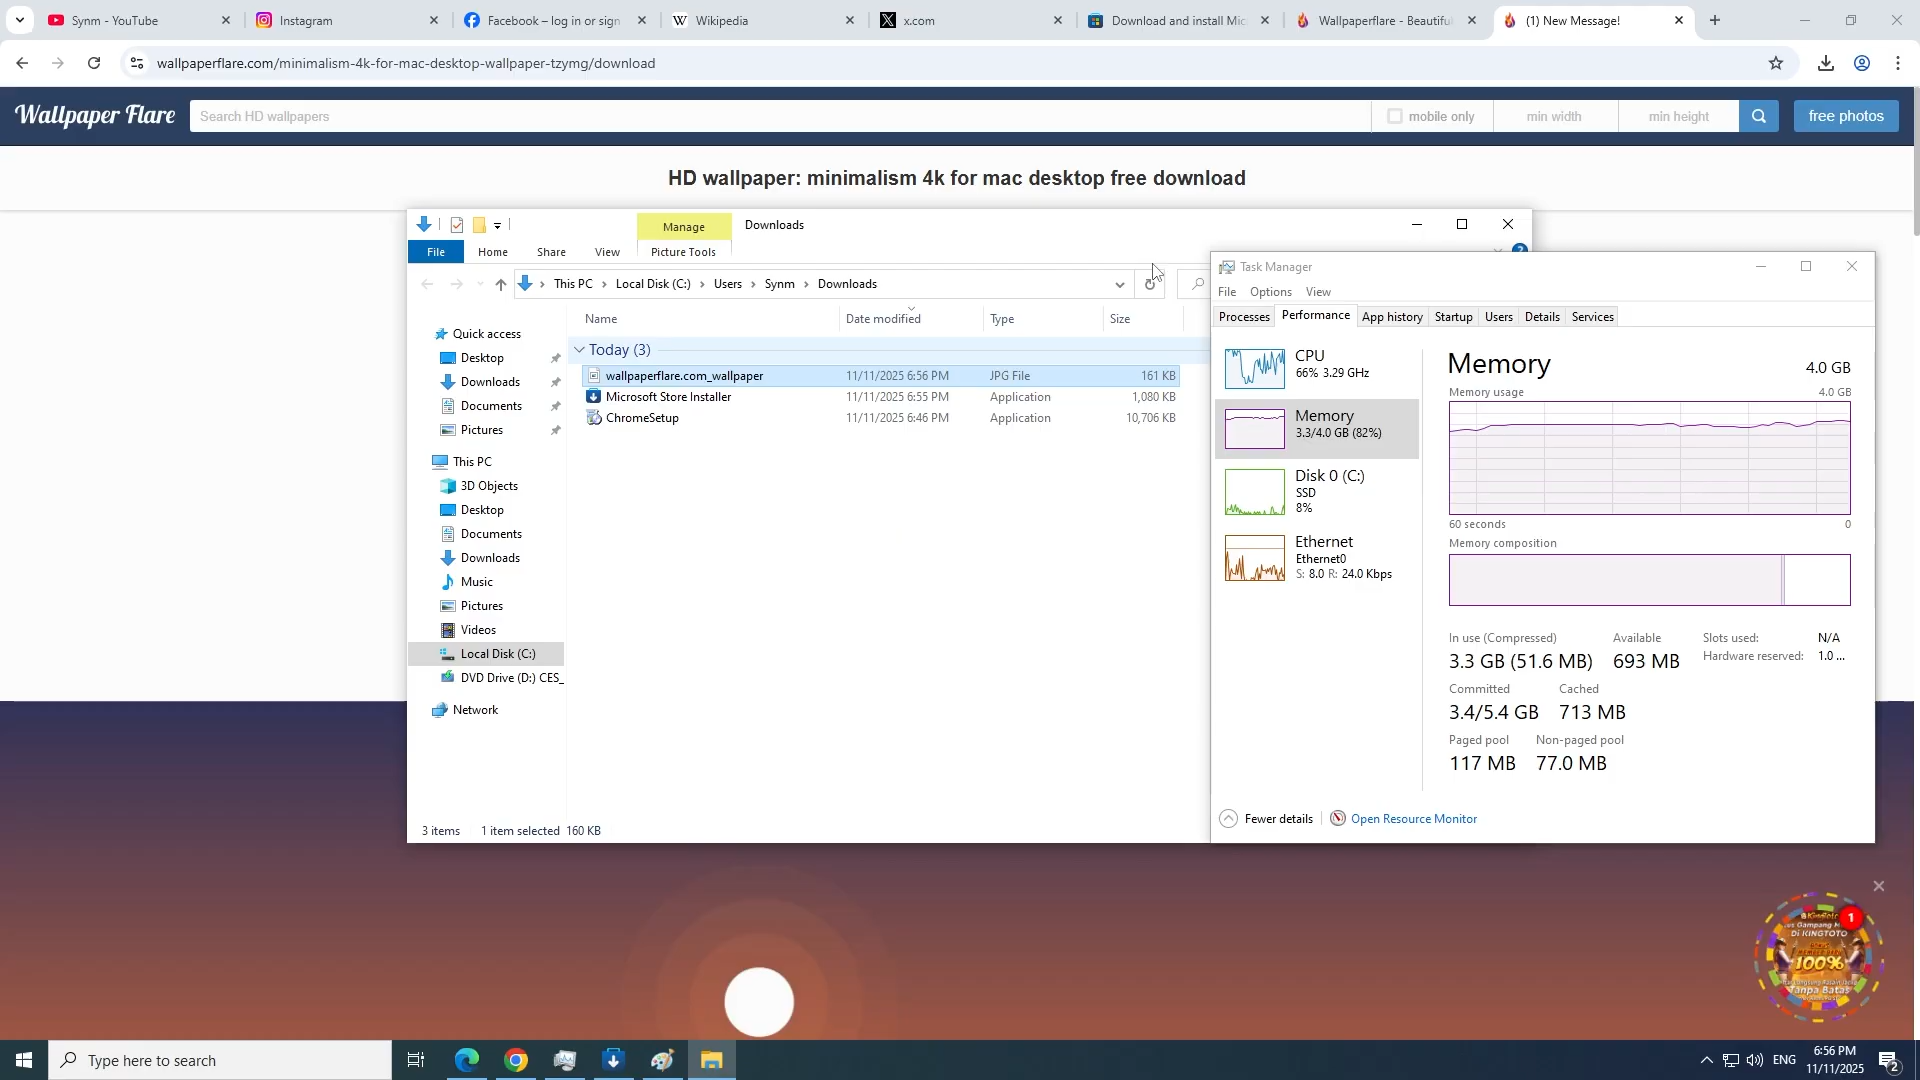 Synm - YouTube
Instagram
Facebook – log in or sign
Wikipedia
x.com
Download and install Mic
Wallpaperflare - Beautifu
(1) New Message!
wallpaperflare.com/minimalism-4k-for-mac-desktop-wallpaper-tzymg/download
Wallpaper Flare
Search HD wallpapers
mobile only
min width
min height
free photos
HD wallpaper: minimalism 4k for mac desktop free download
Manage
Downloads
File
Home
Share
View
Picture Tools
This PC
Local Disk (C:)
Users
Synm
Downloads
Name
Date modified
Type
Size
Quick access
Desktop
Downloads
Documents
Pictures
This PC
3D Objects
Desktop
Documents
Downloads
Music
Pictures
Videos
Local Disk (C:)
DVD Drive (D:) CES_
Network
Today (3)
wallpaperflare.com_wallpaper 11/11/2025 6:56 PM JPG File 161 KB
Microsoft Store Installer 11/11/2025 6:55 PM Application 1,080 KB
ChromeSetup 11/11/2025 6:46 PM Application 10,706 KB
3 items 1 item selected 160 KB
Task Manager
File Options View
Processes Performance App history Startup Users Details Services
CPU
66% 3.29 GHz
Memory
3.3/4.0 GB (82%)
Disk 0 (C:)
SSD
8%
Ethernet
Ethernet0
S: 8.0 R: 24.0 Kbps
Memory 4.0 GB
Memory usage 4.0 GB
60 seconds 0
Memory composition
In use (Compressed) Available Slots used: N/A
3.3 GB (51.6 MB) 693 MB Hardware reserved: 1.0 ...
Committed Cached
3.4/5.4 GB 713 MB
Paged pool Non-paged pool
117 MB 77.0 MB
Fewer details
Open Resource Monitor
1
Di KINGTOTO
100%
Tanpa Batas
Type here to search
ENG
6:56 PM
11/11/2025
2